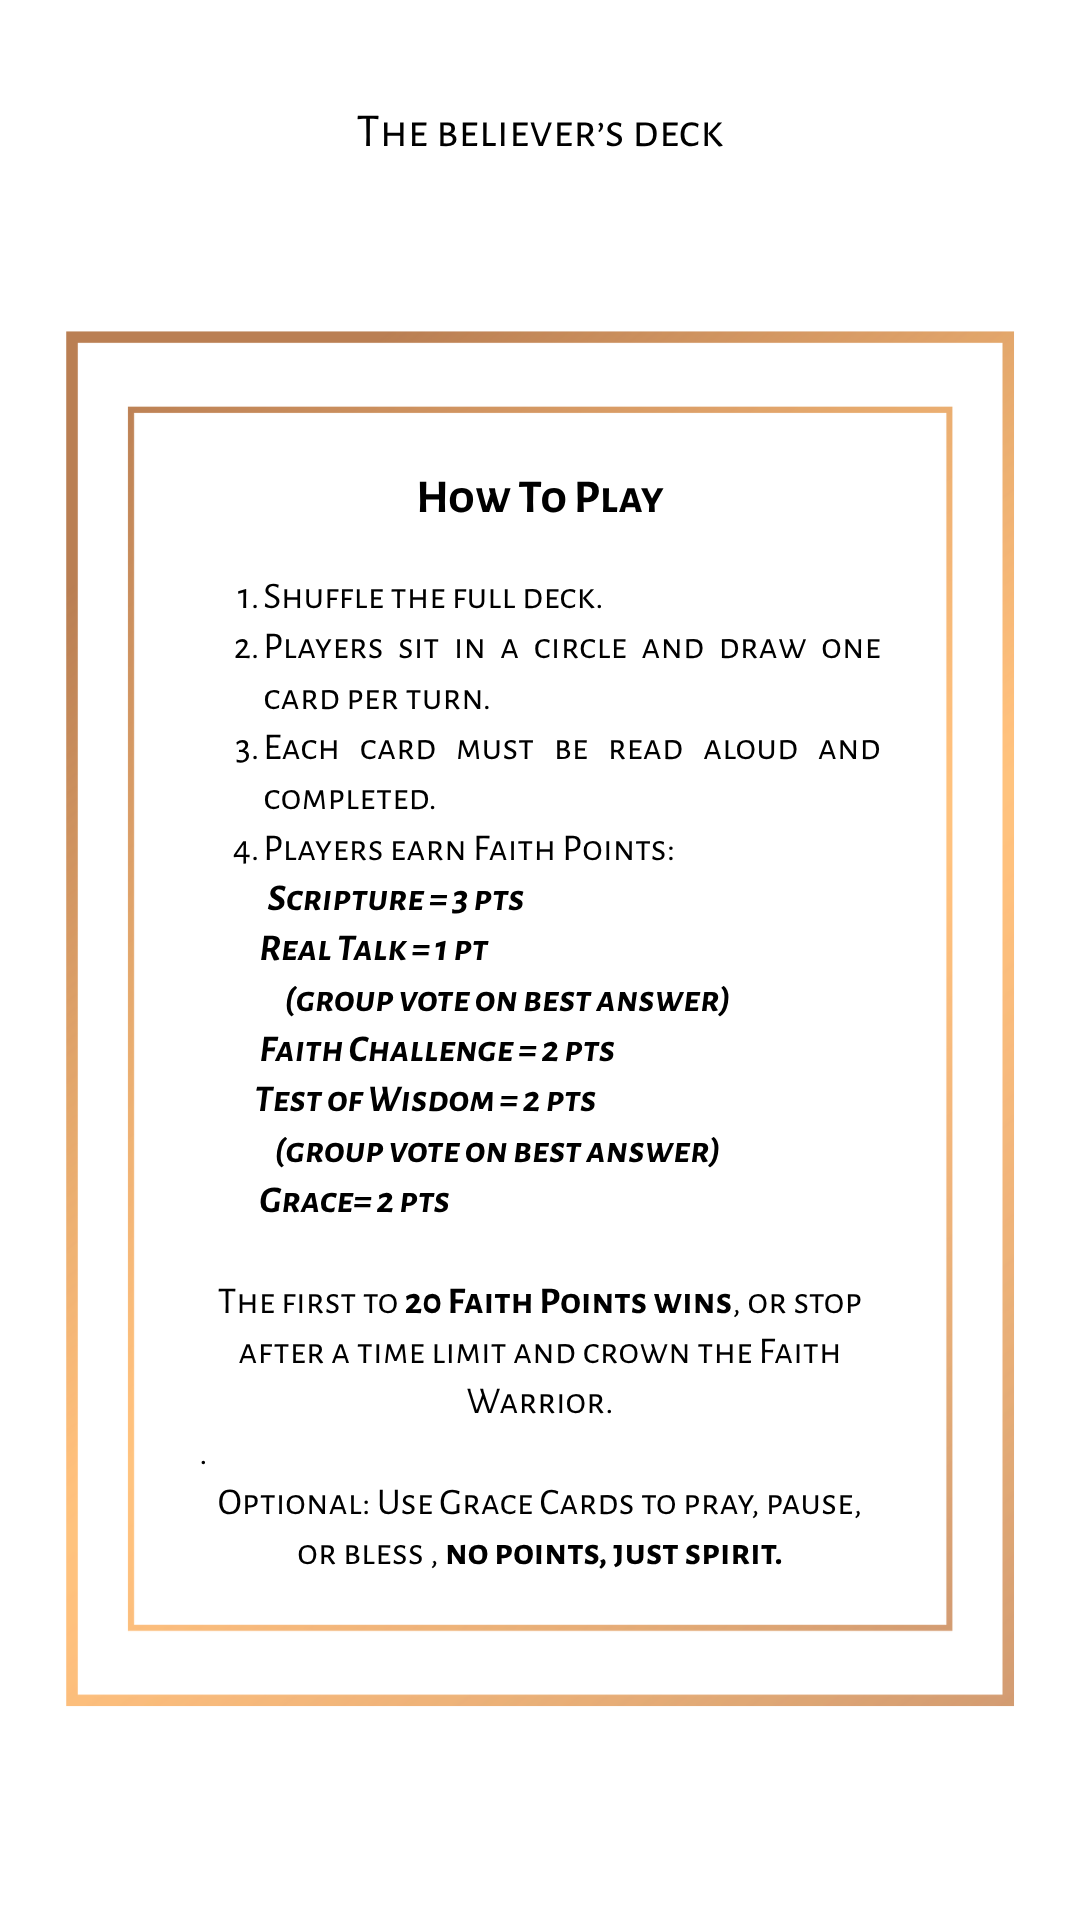 The believer’s deck
How To Play
1. Shuffle the full deck.
2. Players sit in a circle and draw one
card per turn.
3. Each card must be read aloud and
completed.
4. Players earn Faith Points:
Scripture = 3 pts
Real Talk = 1 pt
(group vote on best answer)
Faith Challenge = 2 pts
Test of Wisdom = 2 pts
(group vote on best answer)
Grace= 2 pts
The first to 20 Faith Points wins, or stop
after a time limit and crown the Faith
Warrior.
.
Optional: Use Grace Cards to pray, pause,
or bless , no points, just spirit.